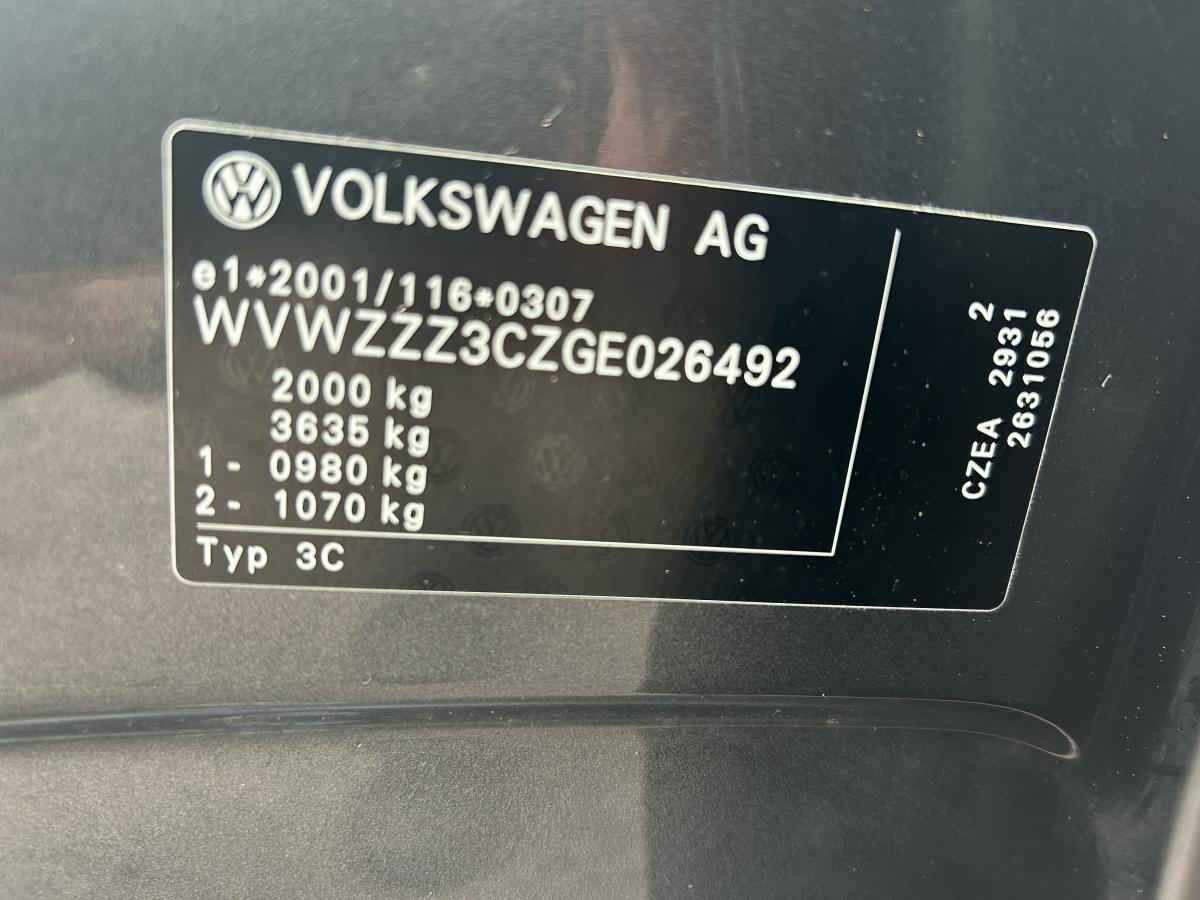 VOLKSWAGEN AG
e1*2001/116*0307
WVWZZZ3CZGE026492
2000 kg
3635 kg
1- 0980 kg
2- 1070 kg
Typ 3C
2
CZEA 2931
2631056